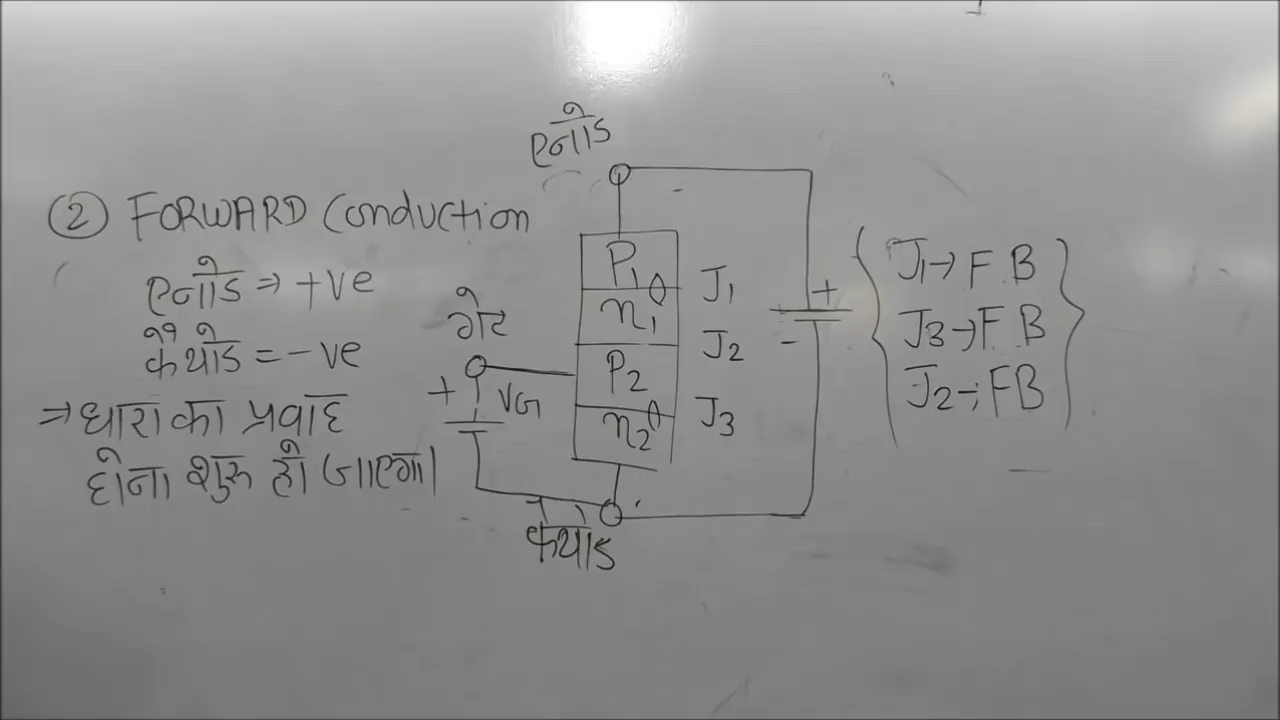 एनोड
② FORWARD Conduction
एनोड ⇒ +ve
कैथोड = -ve
⇒ धारा का प्रवाह
होना शुरू हो जाएगा।
गेट
+
VG
P1
n1
P2
n2
J1
J2
J3
+
-
J1→ F B
J3→ F B
J2→ FB
कैथोड